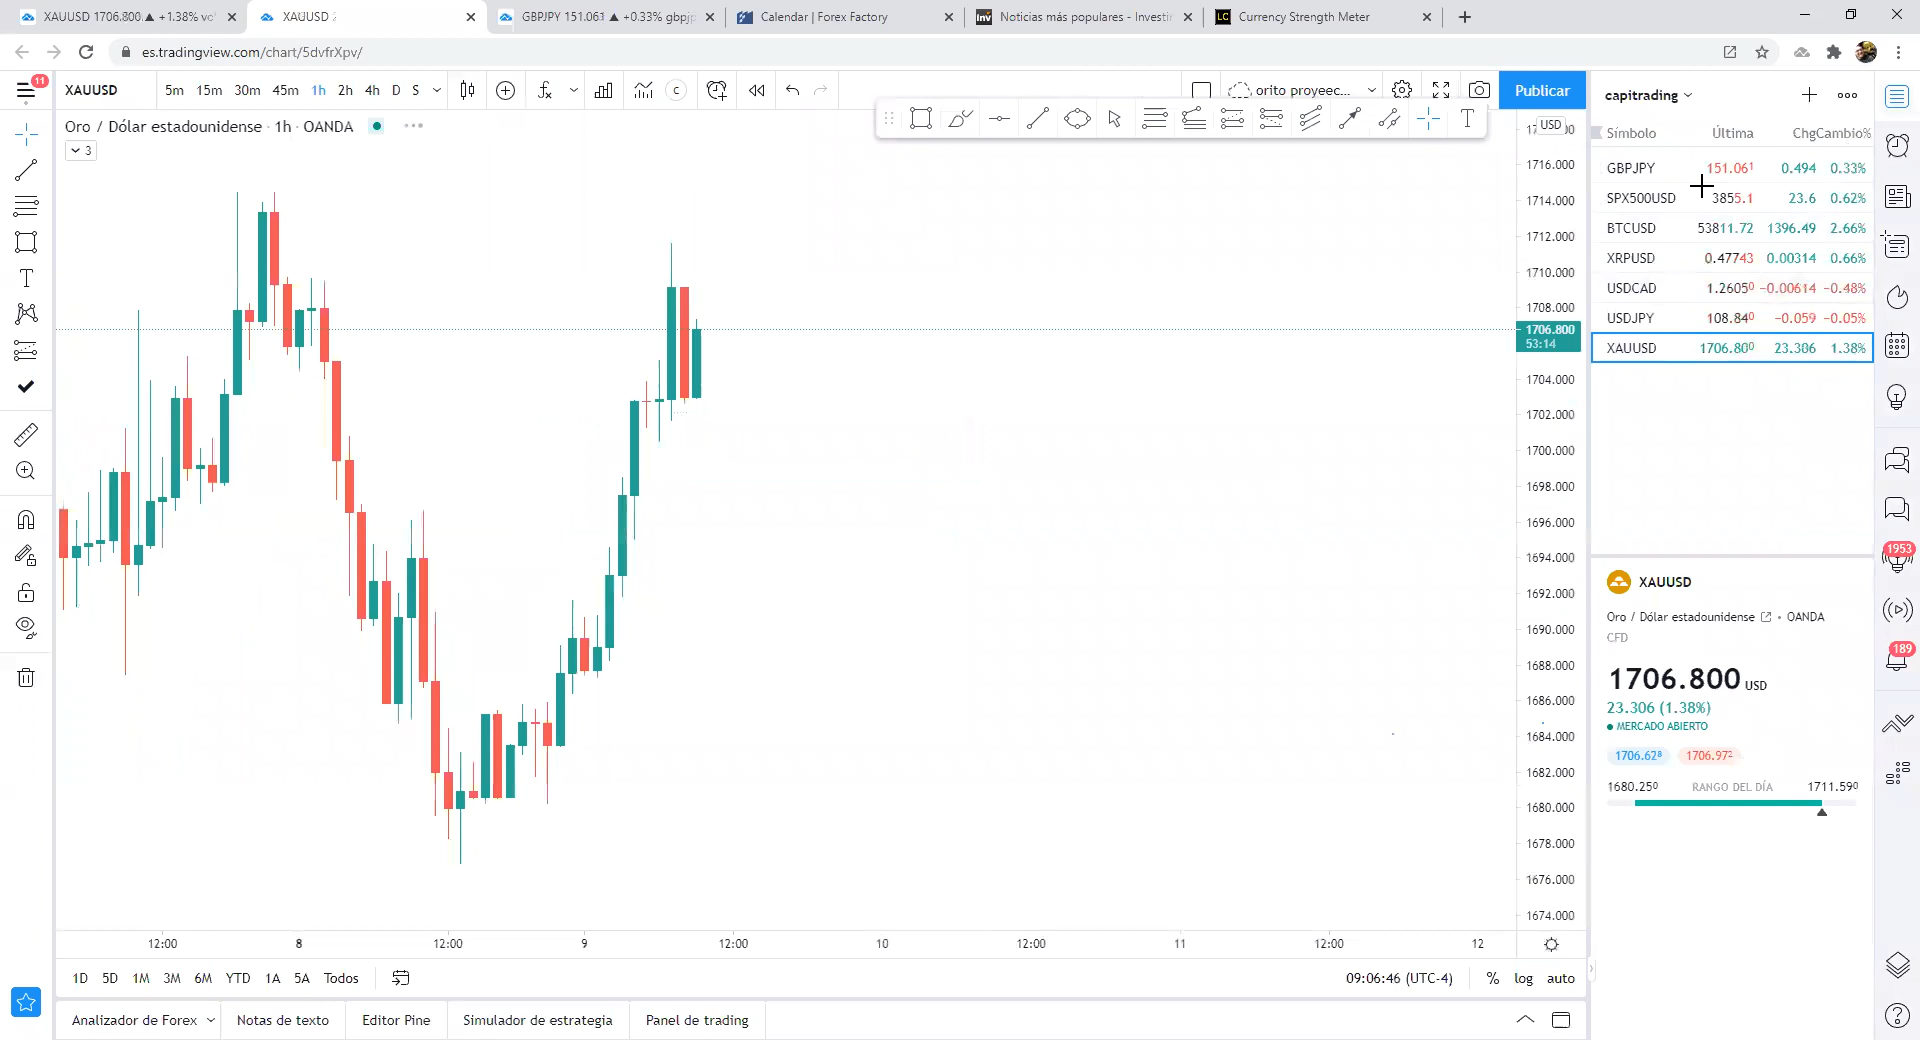 XAUUSD 1706.800 ▲ +1.38%
XAUUSD
GBPJPY 151.061 ▲ +0.33% gbpjp
Calendar | Forex Factory
Noticias más populares - Investin
Currency Strength Meter
es.tradingview.com/chart/5dvfrXpv/
11
XAUUSD
5m 15m 30m 45m 1h 2h 4h D S
orito proyeec...
Publicar
capitrading
Oro / Dólar estadounidense · 1h · OANDA
3
USD
Símbolo Última Chg Cambio%
GBPJPY 151.061 0.494 0.33%
SPX500USD 3855.1 23.6 0.62%
BTCUSD 53811.72 1396.49 2.66%
XRPUSD 0.47743 0.00314 0.66%
USDCAD 1.26050 −0.00614 −0.48%
USDJPY 108.840 −0.059 −0.05%
XAUUSD 1706.800 23.306 1.38%
1716.000
1714.000
1712.000
1710.000
1708.000
1706.800
53:14
1704.000
1702.000
1700.000
1698.000
1696.000
1694.000
1692.000
1690.000
1688.000
1686.000
1684.000
1682.000
1680.000
1678.000
1676.000
1674.000
1953
189
XAUUSD
Oro / Dólar estadounidense • OANDA
CFD
1706.800 USD
23.306 (1.38%)
MERCADO ABIERTO
1706.628 1706.972
1680.250 RANGO DEL DÍA 1711.590
12:00 8 12:00 9 12:00 10 12:00 11 12:00 12
1D 5D 1M 3M 6M YTD 1A 5A Todos
09:06:46 (UTC-4) % log auto
Analizador de Forex Notas de texto Editor Pine Simulador de estrategia Panel de trading